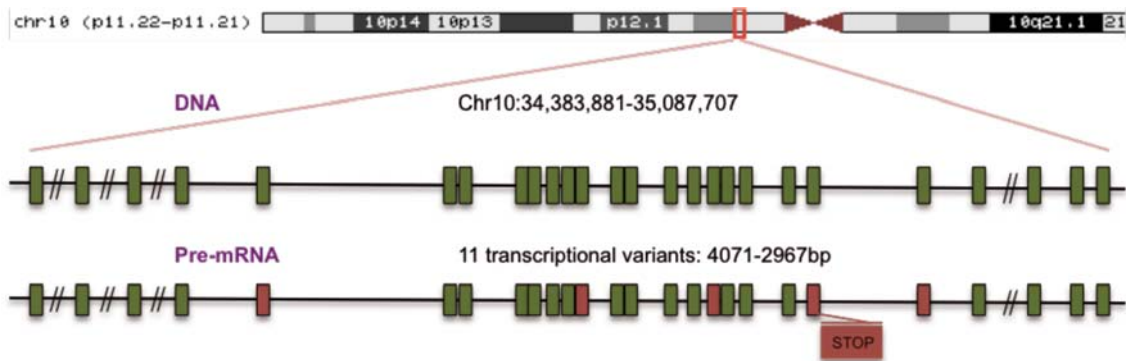 chr10 (p11.22-p11.21) 10p14 10p13 p12.1 10q21.1 21
DNA Chr10:34,383,881-35,087,707
Pre-mRNA 11 transcriptional variants: 4071-2967bp
STOP